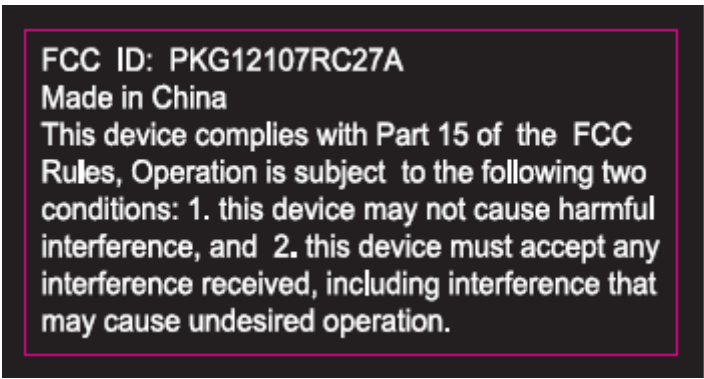 FCC ID: PKG12107RC27A
Made in China
This device complies with Part 15 of the FCC
Rules, Operation is subject to the following two
conditions: 1. this device may not cause harmful
interference, and 2. this device must accept any
interference received, including interference that
may cause undesired operation.